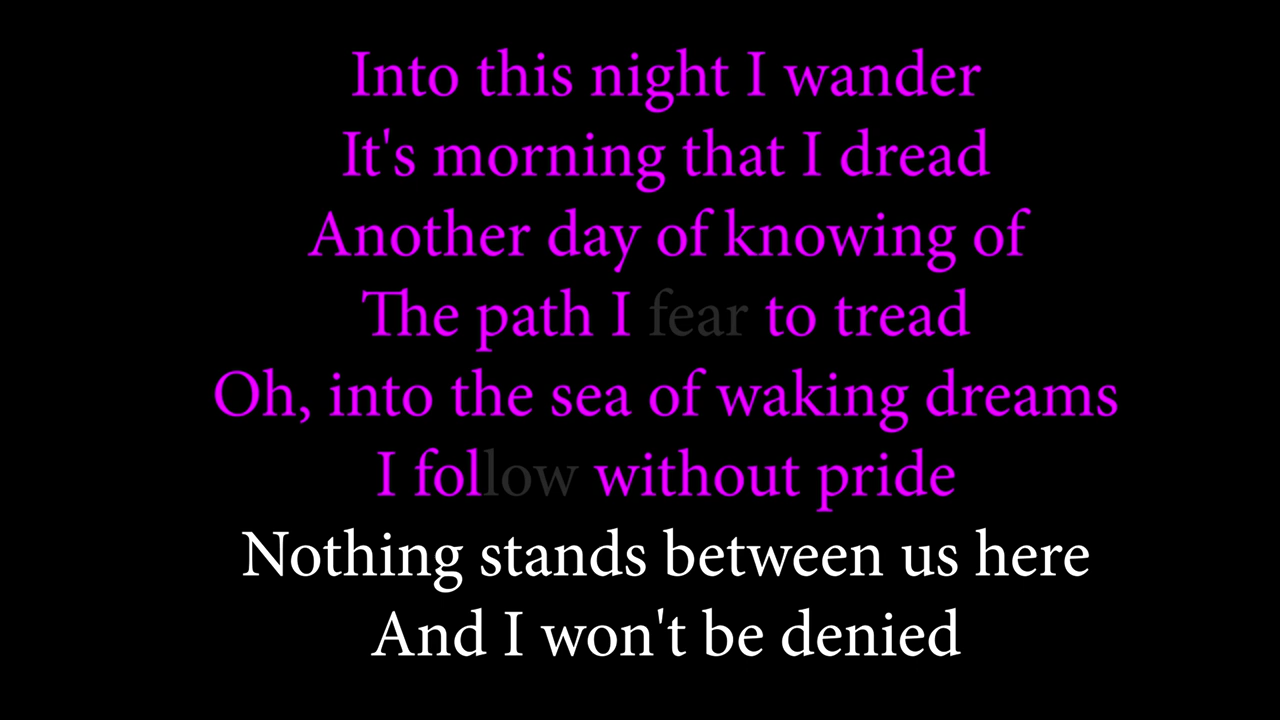 Into this night I wander
It's morning that I dread
Another day of knowing of
The path I fear to tread
Oh, into the sea of waking dreams
I follow without pride
Nothing stands between us here
And I won't be denied